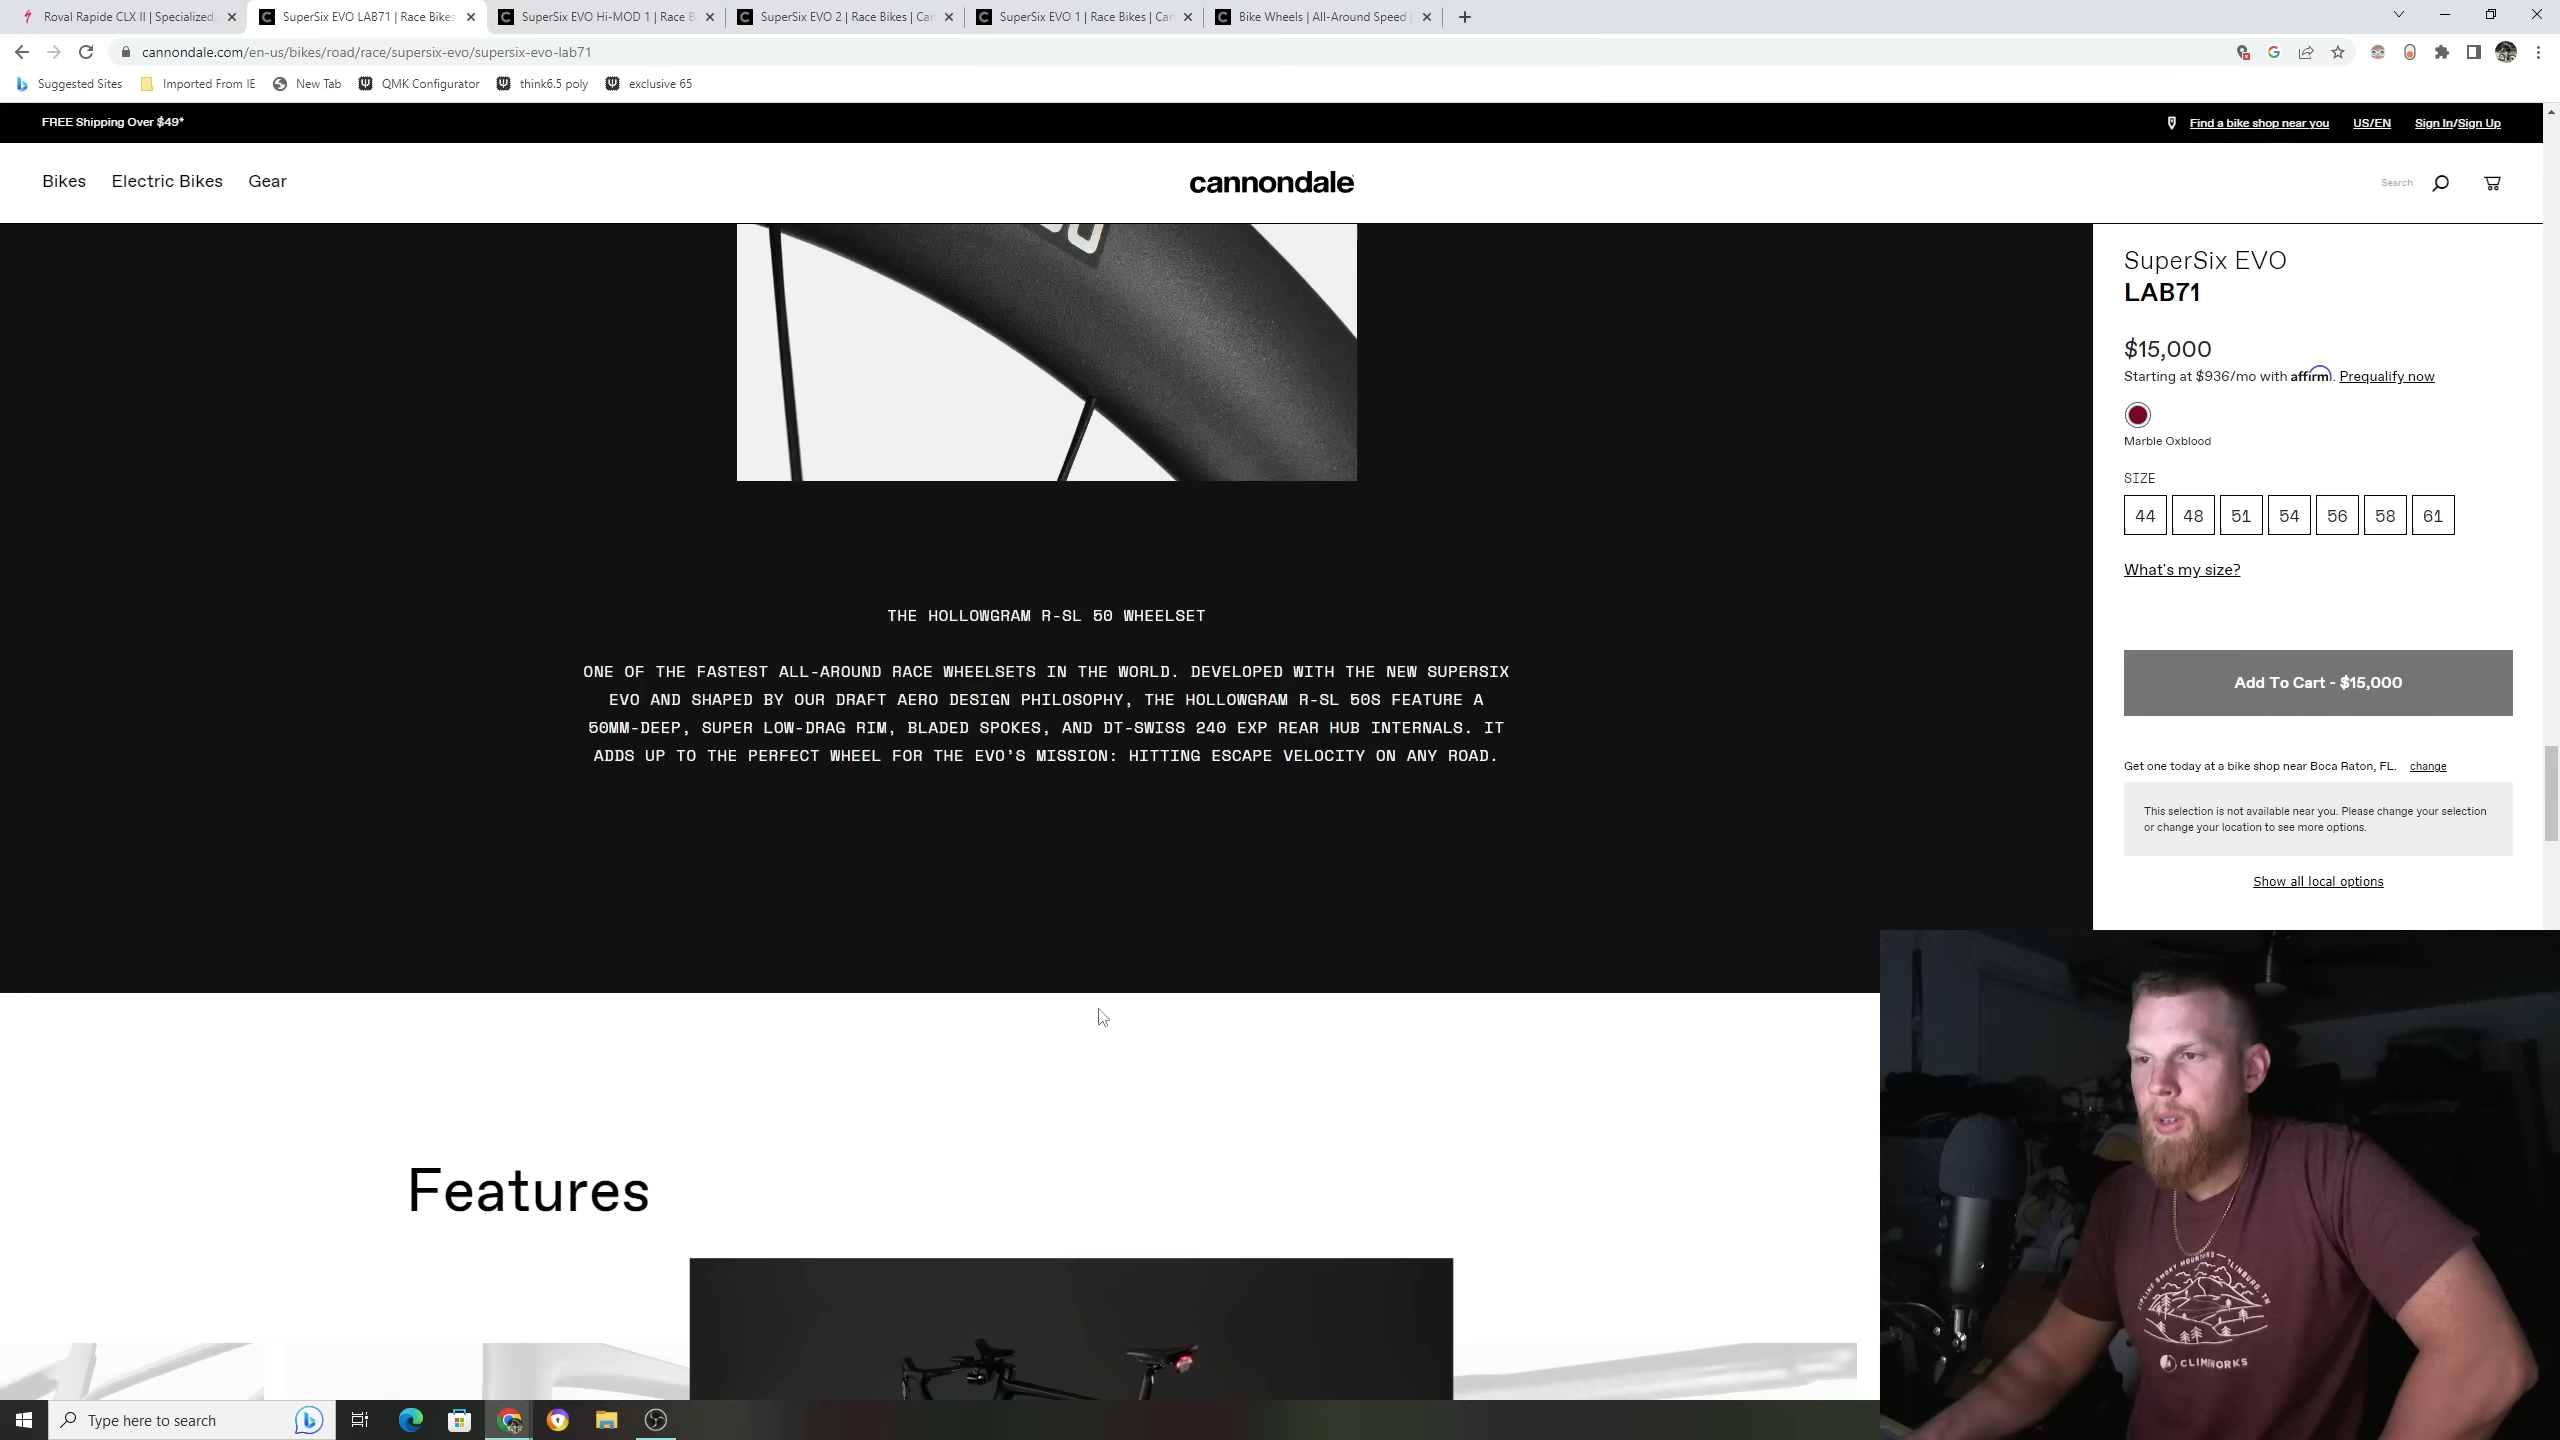 Roval Rapide CLX II | Specialized.
SuperSix EVO LAB71 | Race Bikes
SuperSix EVO Hi-MOD 1 | Race B
SuperSix EVO 2 | Race Bikes | Can
SuperSix EVO 1 | Race Bikes | Can
Bike Wheels | All-Around Speed |
cannondale.com/en-us/bikes/road/race/supersix-evo/supersix-evo-lab71
Suggested Sites
Imported From IE
New Tab
QMK Configurator
think6.5 poly
exclusive 65
FREE Shipping Over $49*
Find a bike shop near you
US/EN
Sign In/Sign Up
Bikes
Electric Bikes
Gear
cannondale
Search
SuperSix EVO
LAB71
$15,000
Starting at $936/mo with affirm. Prequalify now
Marble Oxblood
SIZE
44 48 51 54 56 58 61
What's my size?
Add To Cart - $15,000
Get one today at a bike shop near Boca Raton, FL. change
This selection is not available near you. Please change your selection
or change your location to see more options.
Show all local options
THE HOLLOWGRAM R-SL 50 WHEELSET
ONE OF THE FASTEST ALL-AROUND RACE WHEELSETS IN THE WORLD. DEVELOPED WITH THE NEW SUPERSIX
EVO AND SHAPED BY OUR DRAFT AERO DESIGN PHILOSOPHY, THE HOLLOWGRAM R-SL 50S FEATURE A
50MM-DEEP, SUPER LOW-DRAG RIM, BLADED SPOKES, AND DT-SWISS 240 EXP REAR HUB INTERNALS. IT
ADDS UP TO THE PERFECT WHEEL FOR THE EVO’S MISSION: HITTING ESCAPE VELOCITY ON ANY ROAD.
Features
CLIMBWORKS
Type here to search